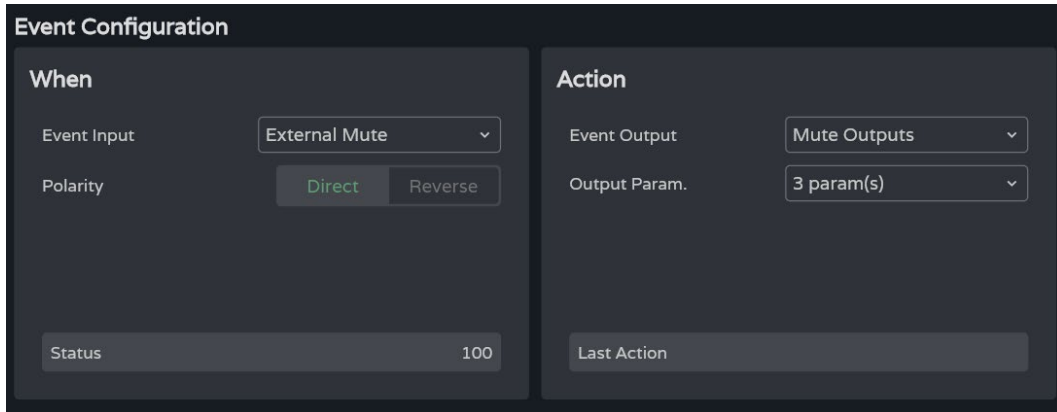 Event Configuration
When
Event Input External Mute
Polarity Direct Reverse
Status 100
Action
Event Output Mute Outputs
Output Param. 3 param(s)
Last Action